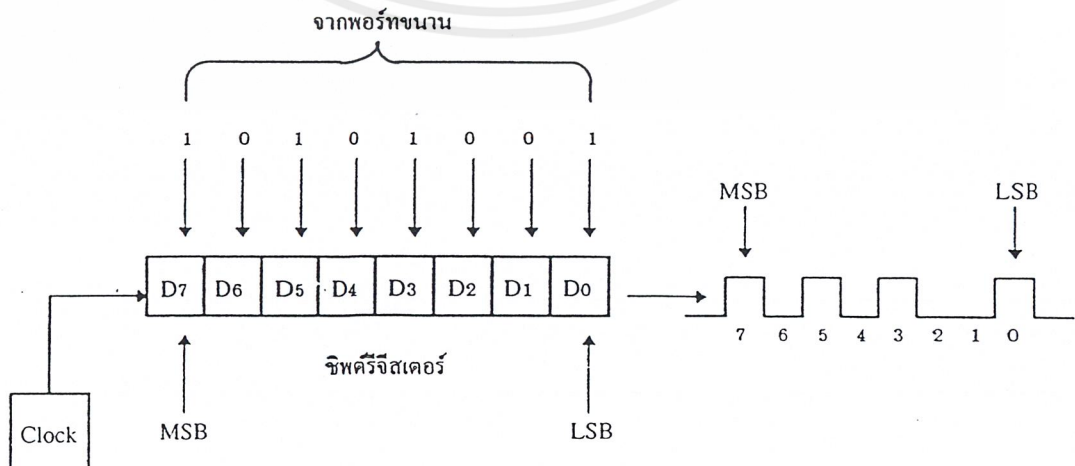 จากพอร์ทขนาน
1 0 1 0 1 0 0 1
MSB LSB
D7 D6 D5 D4 D3 D2 D1 D0
7 6 5 4 3 2 1 0
ชิพต์รีจีสเตอร์
Clock MSB LSB